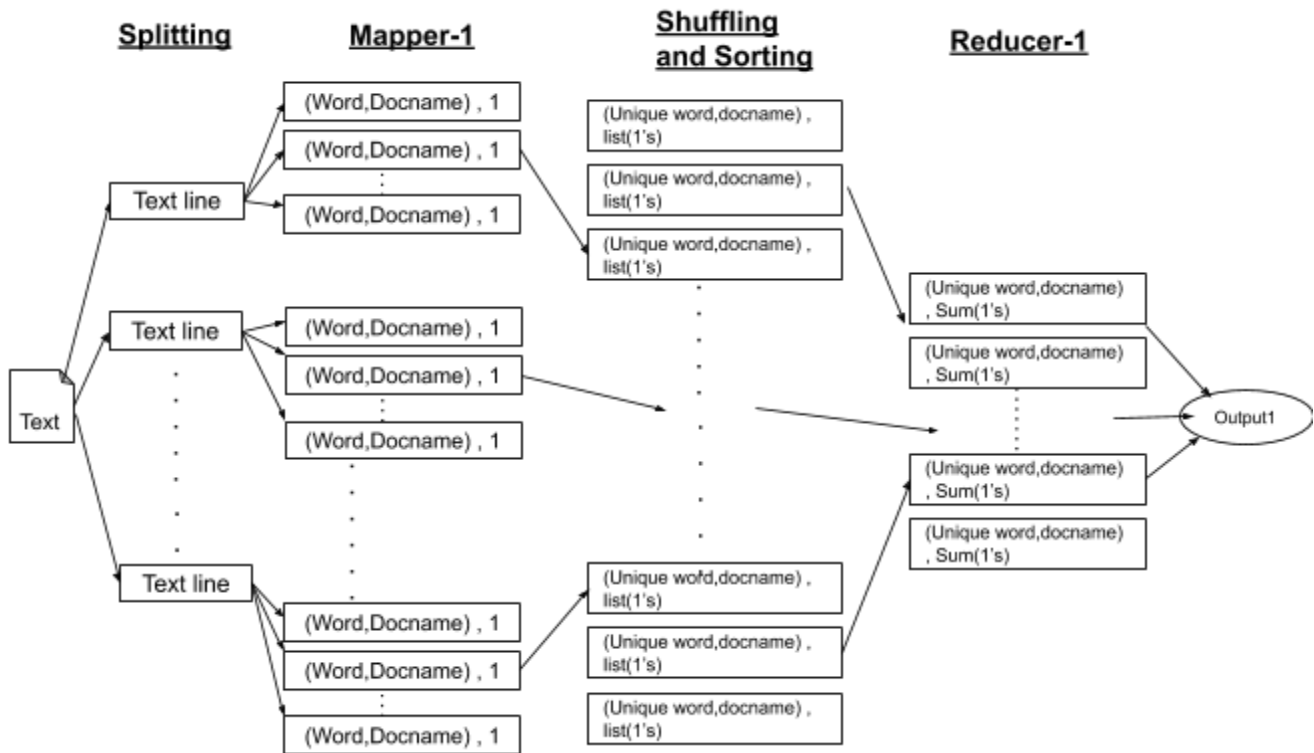 Splitting
Mapper-1
Shuffling
and Sorting
Reducer-1
Text
Text line
Text line
Text line
(Word,Docname) , 1
(Word,Docname) , 1
(Word,Docname) , 1
(Word,Docname) , 1
(Word,Docname) , 1
(Word,Docname) , 1
(Word,Docname) , 1
(Word,Docname) , 1
(Word,Docname) , 1
(Unique word,docname) ,
list(1's)
(Unique word,docname) ,
list(1's)
(Unique word,docname) ,
list(1's)
(Unique word,docname) ,
list(1's)
(Unique word,docname) ,
list(1's)
(Unique word,docname) ,
list(1's)
(Unique word,docname)
, Sum(1's)
(Unique word,docname)
, Sum(1's)
(Unique word,docname)
, Sum(1's)
(Unique word,docname)
, Sum(1's)
Output1